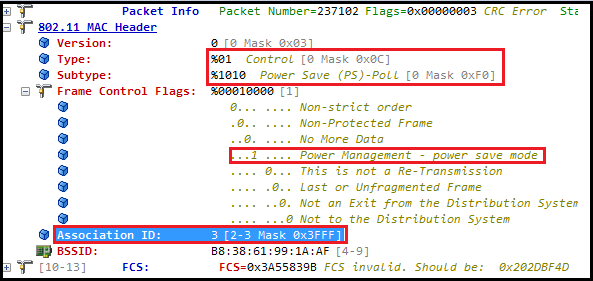 Packet Info Packet Number=237102 Flags=0x00000003 CRC Error Sta
802.11 MAC Header
Version: 0 [0 Mask 0x03]
Type: %01 Control [0 Mask 0x0C]
Subtype: %1010 Power Save (PS)-Poll [0 Mask 0xF0]
Frame Control Flags: %00010000 [1]
0... .... Non-strict order
.0.. .... Non-Protected Frame
..0. .... No More Data
...1 .... Power Management - power save mode
.... 0... This is not a Re-Transmission
.... .0.. Last or Unfragmented Frame
.... ..0. Not an Exit from the Distribution System
.... ...0 Not to the Distribution System
Association ID: 3 [2-3 Mask 0x3FFF]
BSSID: B8:38:61:99:1A:AF [4-9]
[10-13] FCS: FCS=0x3A55839B FCS invalid. Should be: 0x202DBF4D